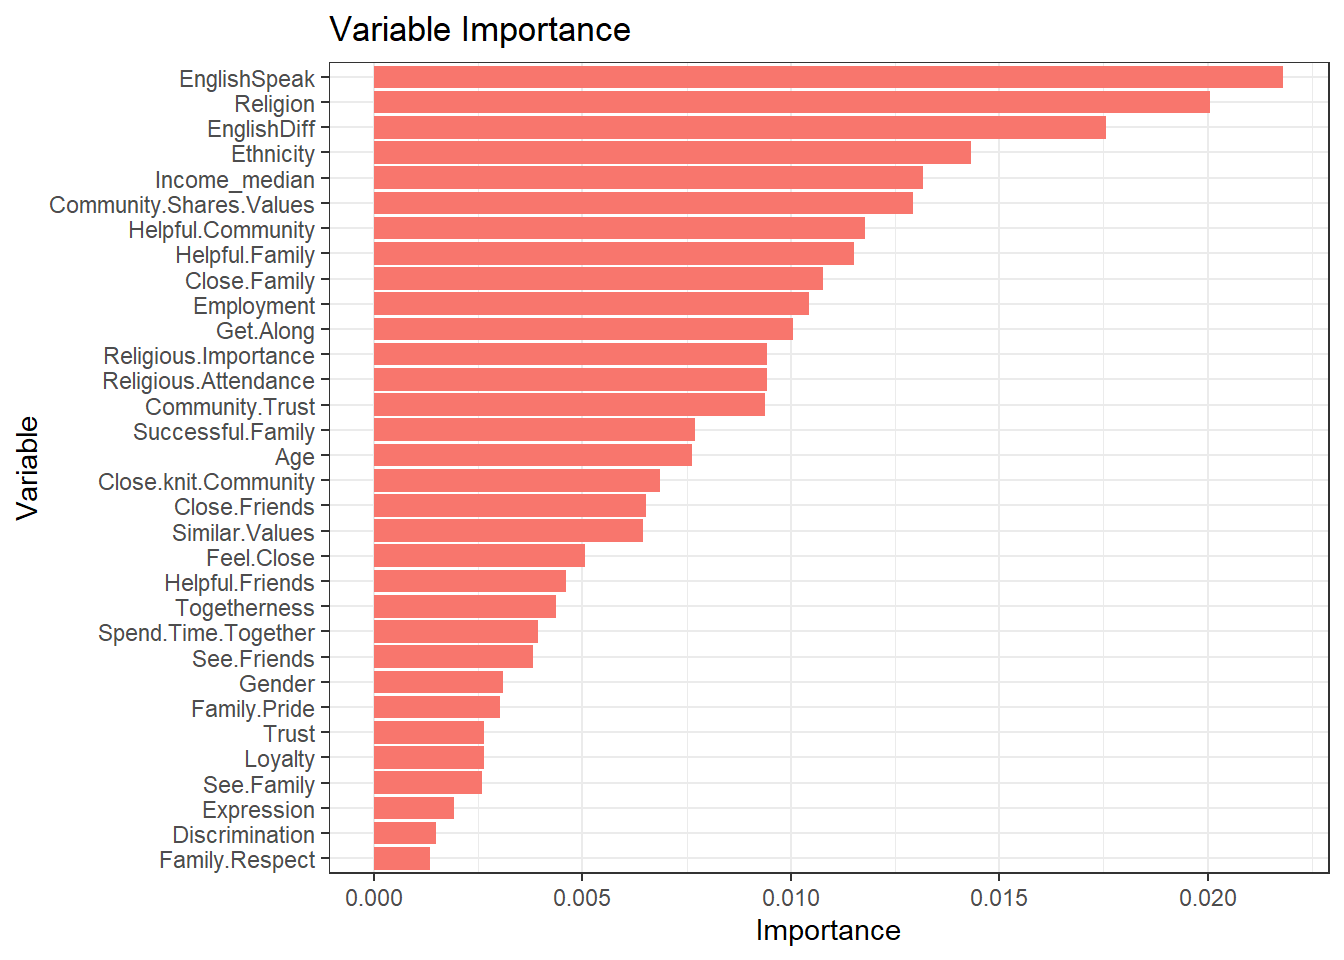 Variable Importance
EnglishSpeak
Religion
EnglishDiff
Ethnicity
Income_median
Community.Shares.Values
Helpful.Community
Helpful.Family
Close.Family
Employment
Get.Along
Religious.Importance
Religious.Attendance
Community.Trust
Successful.Family
Age
Close.knit.Community
Close.Friends
Similar.Values
Feel.Close
Helpful.Friends
Togetherness
Spend.Time.Together
See.Friends
Gender
Family.Pride
Trust
Loyalty
See.Family
Expression
Discrimination
Family.Respect
Variable
0.000 0.005 0.010 0.015 0.020
Importance